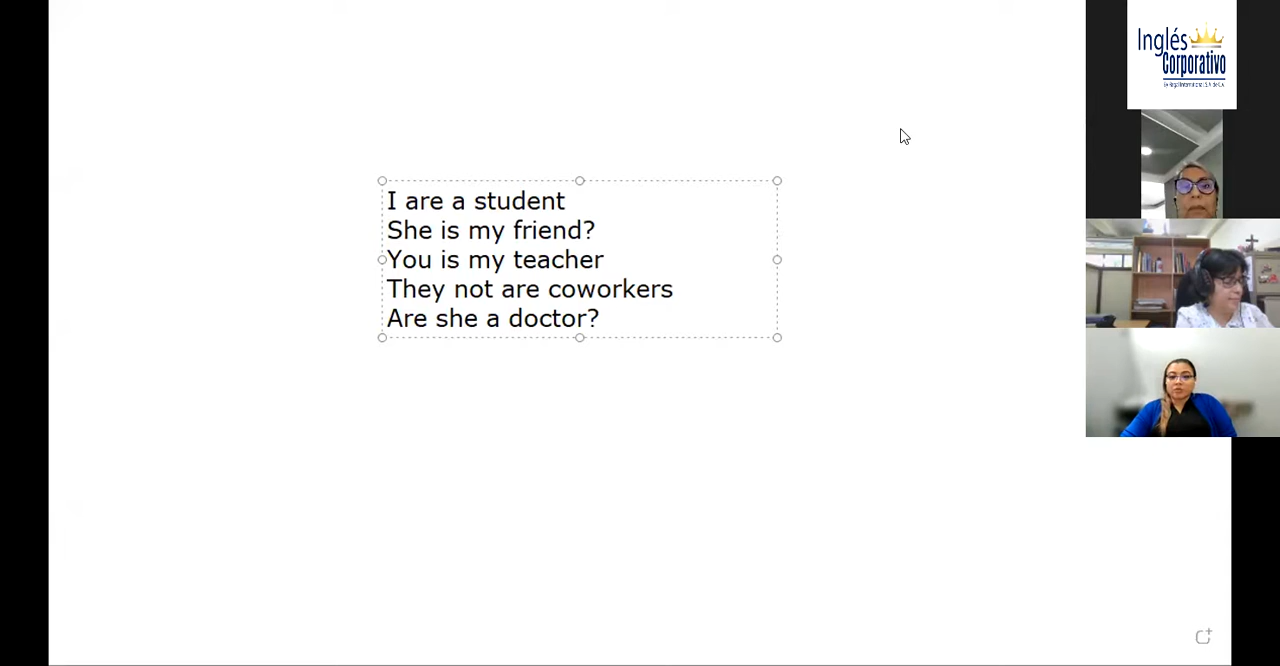 I are a student
She is my friend?
You is my teacher
They not are coworkers
Are she a doctor?
Inglés
Corporativo